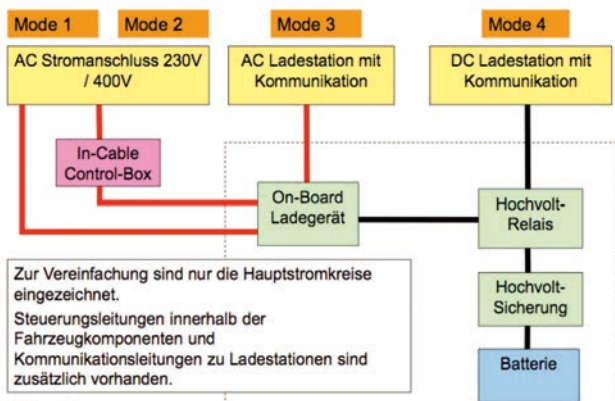 Mode 1
Mode 2
Mode 3
Mode 4
AC Stromanschluss 230V
/ 400V
AC Ladestation mit
Kommunikation
DC Ladestation mit
Kommunikation
In-Cable
Control-Box
On-Board
Ladegerät
Hochvolt-
Relais
Hochvolt-
Sicherung
Batterie
Zur Vereinfachung sind nur die Hauptstromkreise
eingezeichnet.
Steuerungsleitungen innerhalb der
Fahrzeugkomponenten und
Kommunikationsleitungen zu Ladestationen sind
zusätzlich vorhanden.